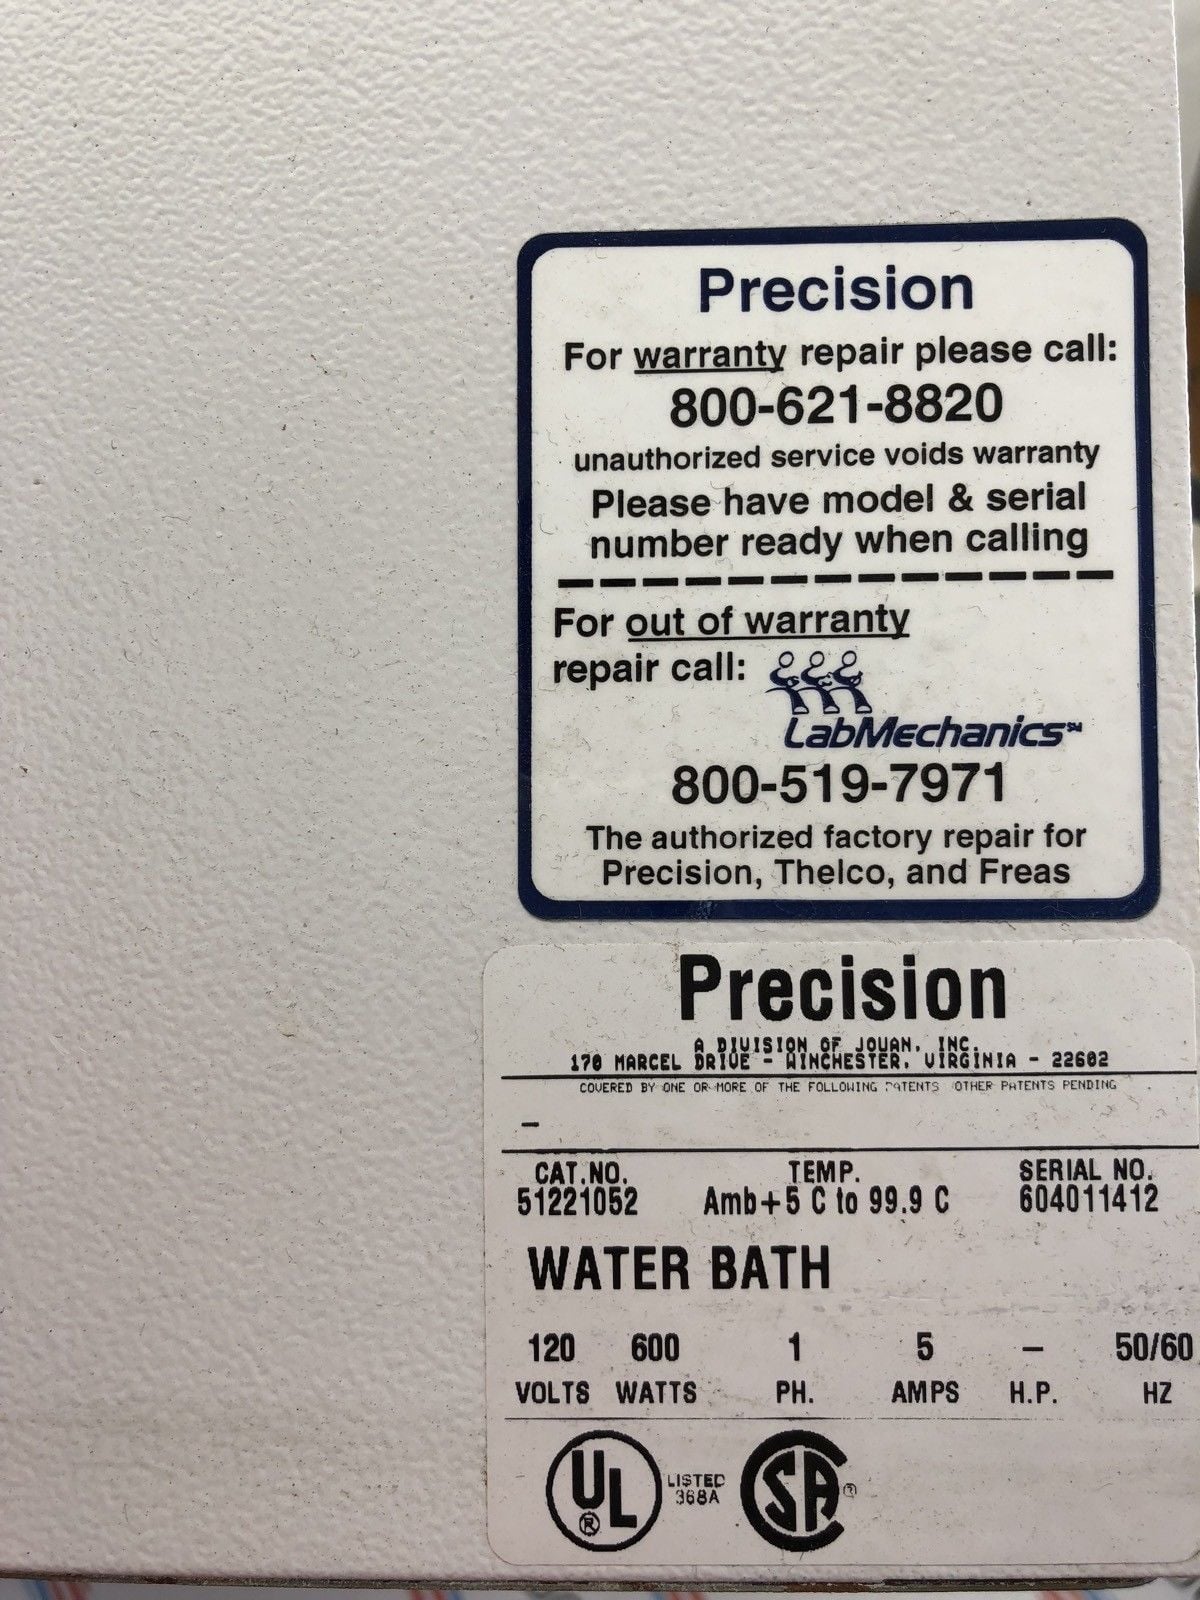 Precision
For warranty repair please call:
800-621-8820
unauthorized service voids warranty
Please have model & serial
number ready when calling
For out of warranty
repair call:
LabMechanics℠
800-519-7971
The authorized factory repair for
Precision, Thelco, and Freas
Precision
A DIVISION OF JOUAN, INC.
170 MARCEL DRIVE - WINCHESTER, VIRGINIA - 22602
COVERED BY ONE OR MORE OF THE FOLLOWING PATENTS OTHER PATENTS PENDING
–
CAT.NO. TEMP. SERIAL NO.
51221052 Amb+5 C to 99.9 C 604011412
WATER BATH
120 600 1 5 – 50/60
VOLTS WATTS PH. AMPS H.P. HZ
UL ® LISTED 368A SA ®